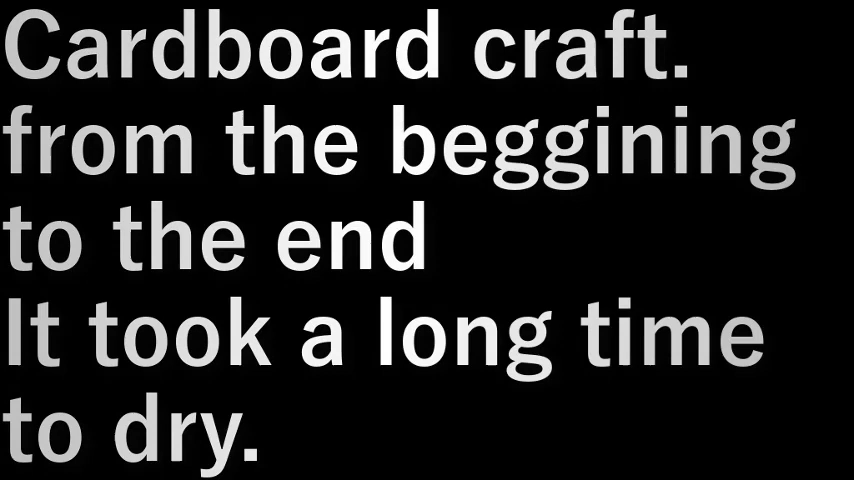 Cardboard craft.
from the beggining
to the end
It took a long time
to dry.